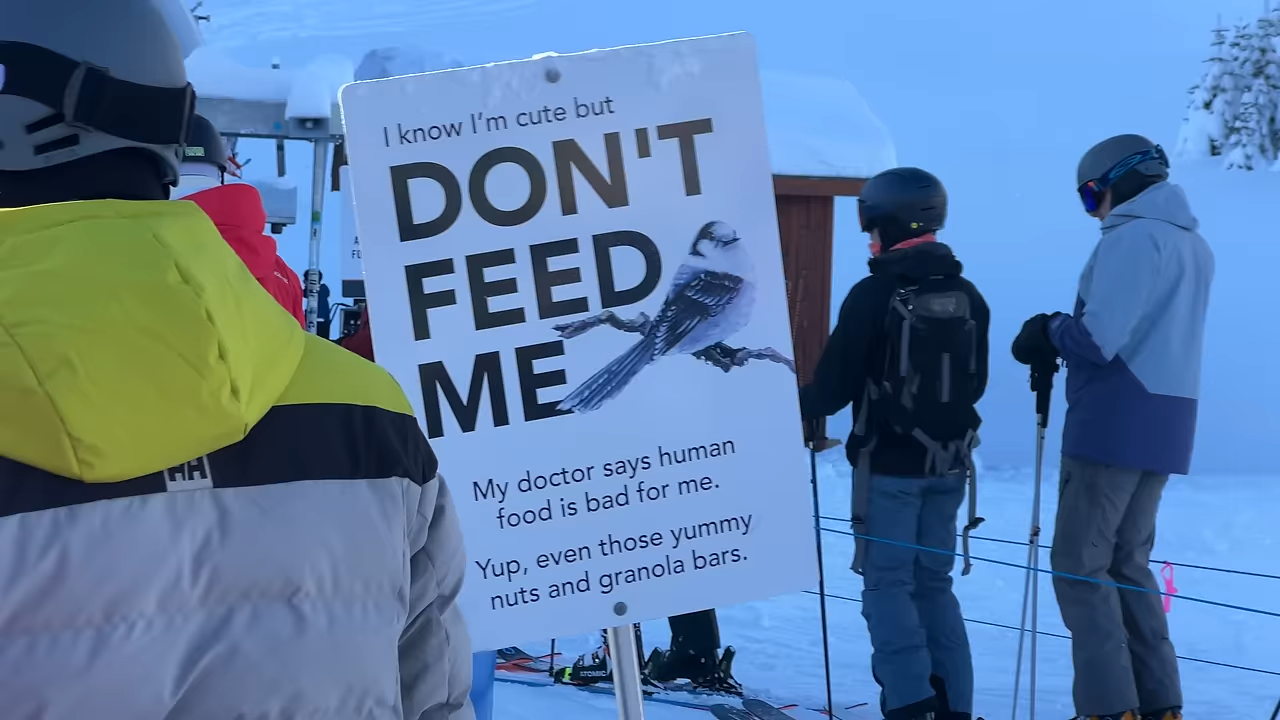 I know I'm cute but
DON'T
FEED
ME
My doctor says human
food is bad for me.
Yup, even those yummy
nuts and granola bars.
HH
ATOMIC